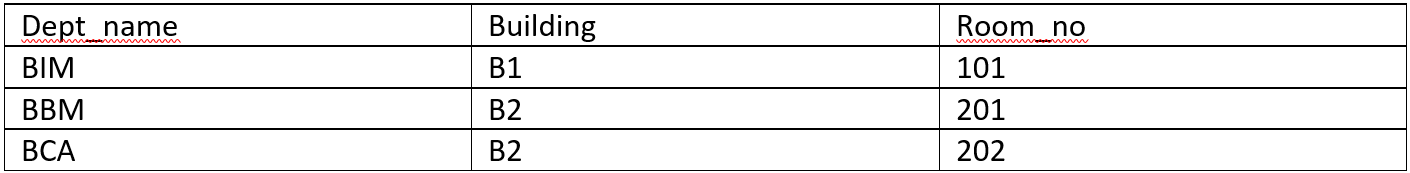 Dept_name Building Room_no
BIM B1 101
BBM B2 201
BCA B2 202